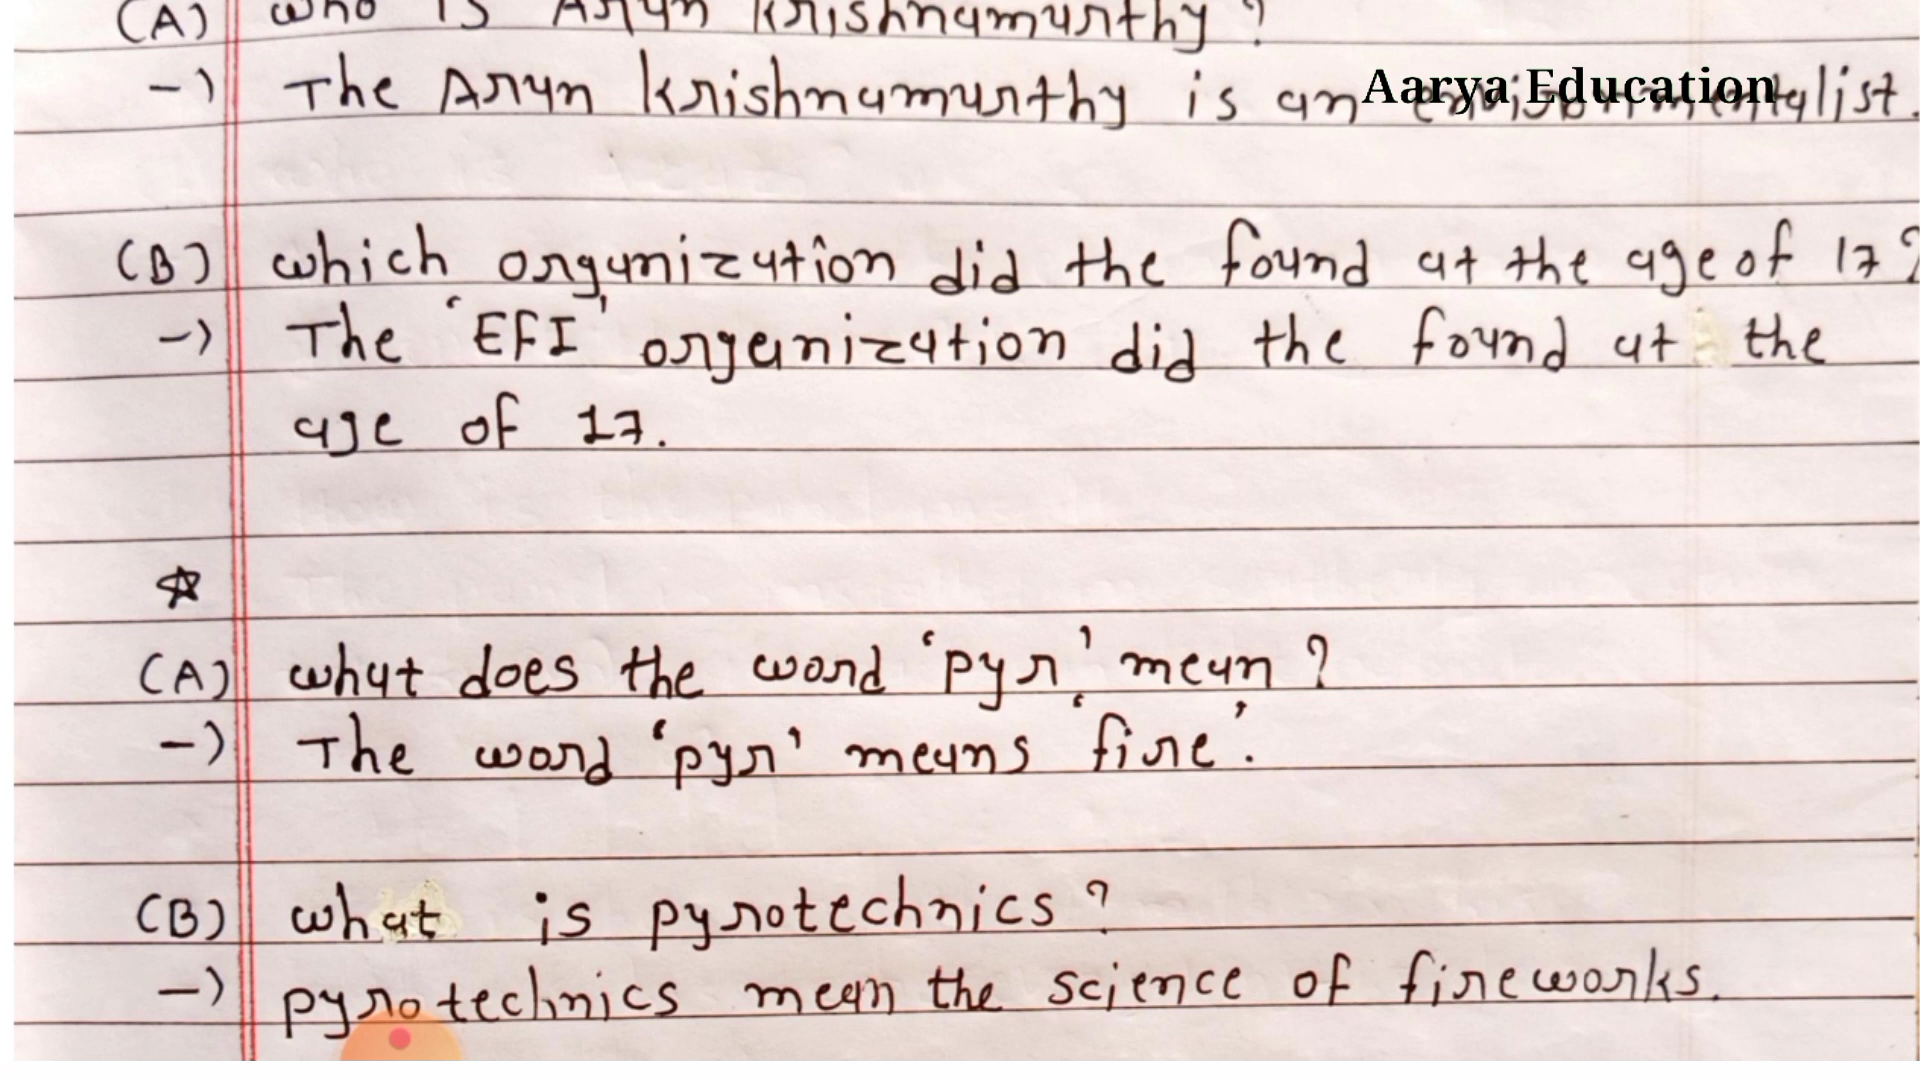 (A) who is Arun Krishnamurthy?
Aarya Education
-) The Arun Krishnamurthy is an environmentalist.
(B) which organization did the found at the age of 17?
-) The 'EFI' organization did the found at the
age of 17.
☆
(A) what does the word 'pyr' mean?
-) The word 'pyr' means 'fire'.
(B) what is pyrotechnics?
-) pyrotechnics mean the science of fireworks.